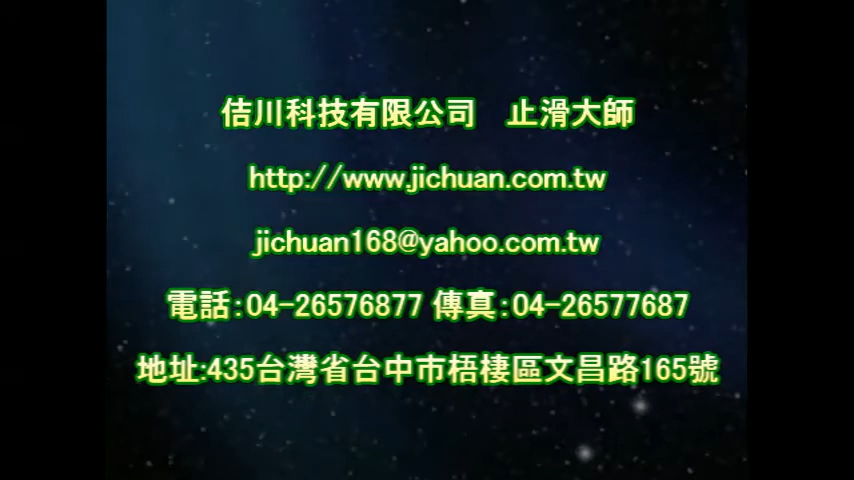 佶川科技有限公司　止滑大師
http://www.jichuan.com.tw
jichuan168@yahoo.com.tw
電話:04-26576877 傳真:04-26577687
地址:435台灣省台中市梧棲區文昌路165號